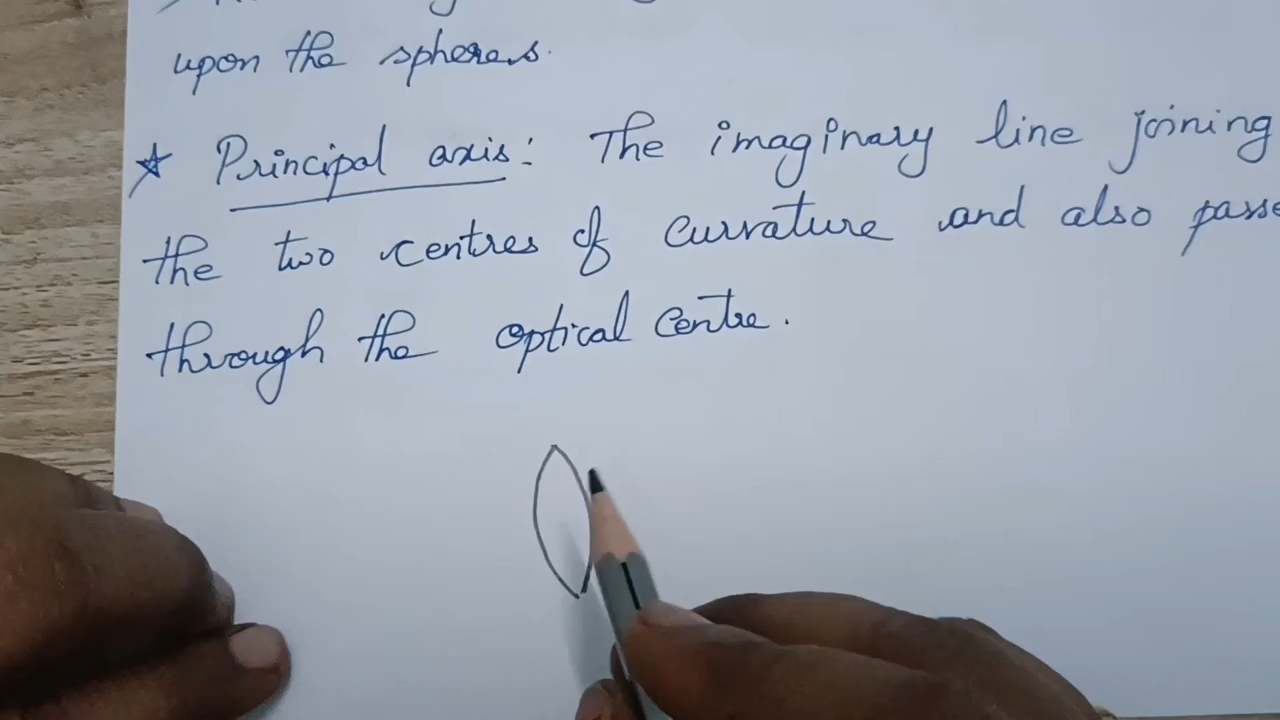 upon the spheres.
☆ Principal axis: The imaginary line joining
the two centres of curvature and also passe
through the optical centre.